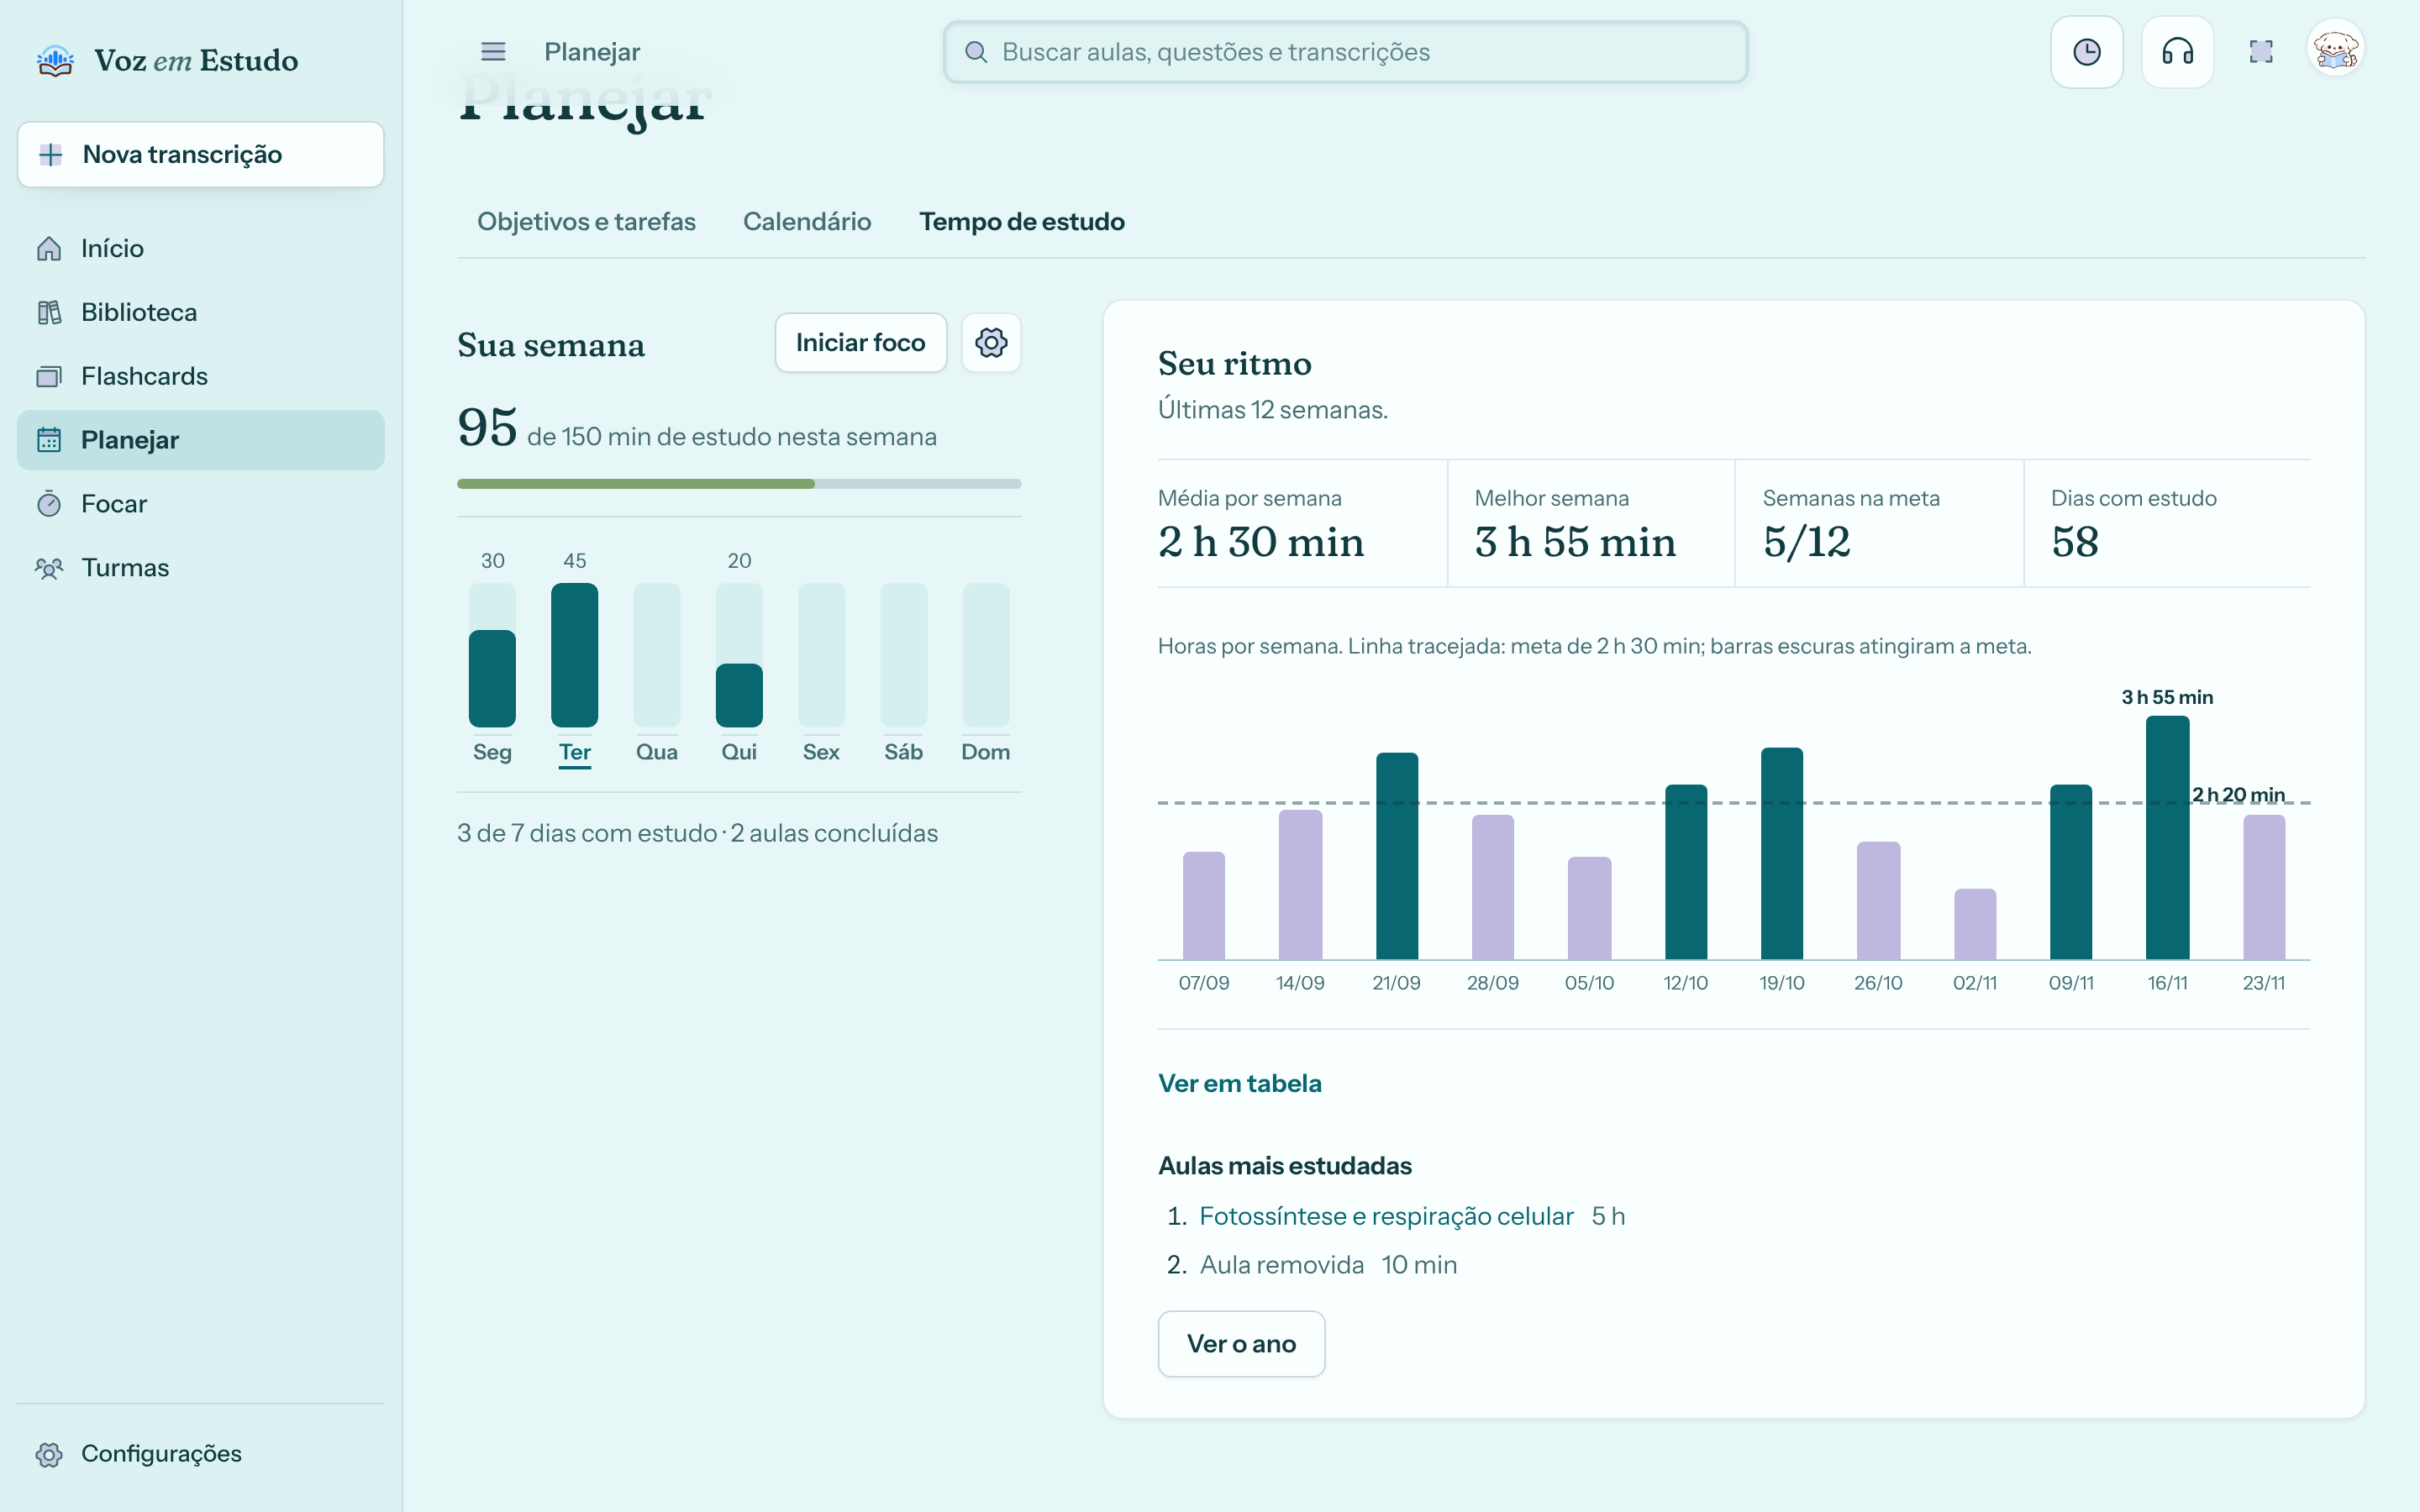 Voz em Estudo
Nova transcrição
Início
Biblioteca
Flashcards
Planejar
Focar
Turmas
Configurações
Planejar
Buscar aulas, questões e transcrições
Planejar
Objetivos e tarefas
Calendário
Tempo de estudo
Sua semana
Iniciar foco
95 de 150 min de estudo nesta semana
30 45 20
Seg Ter Qua Qui Sex Sáb Dom
3 de 7 dias com estudo · 2 aulas concluídas
Seu ritmo
Últimas 12 semanas.
Média por semana
2 h 30 min
Melhor semana
3 h 55 min
Semanas na meta
5/12
Dias com estudo
58
Horas por semana. Linha tracejada: meta de 2 h 30 min; barras escuras atingiram a meta.
3 h 55 min
2 h 20 min
07/09 14/09 21/09 28/09 05/10 12/10 19/10 26/10 02/11 09/11 16/11 23/11
Ver em tabela
Aulas mais estudadas
1. Fotossíntese e respiração celular 5 h
2. Aula removida 10 min
Ver o ano